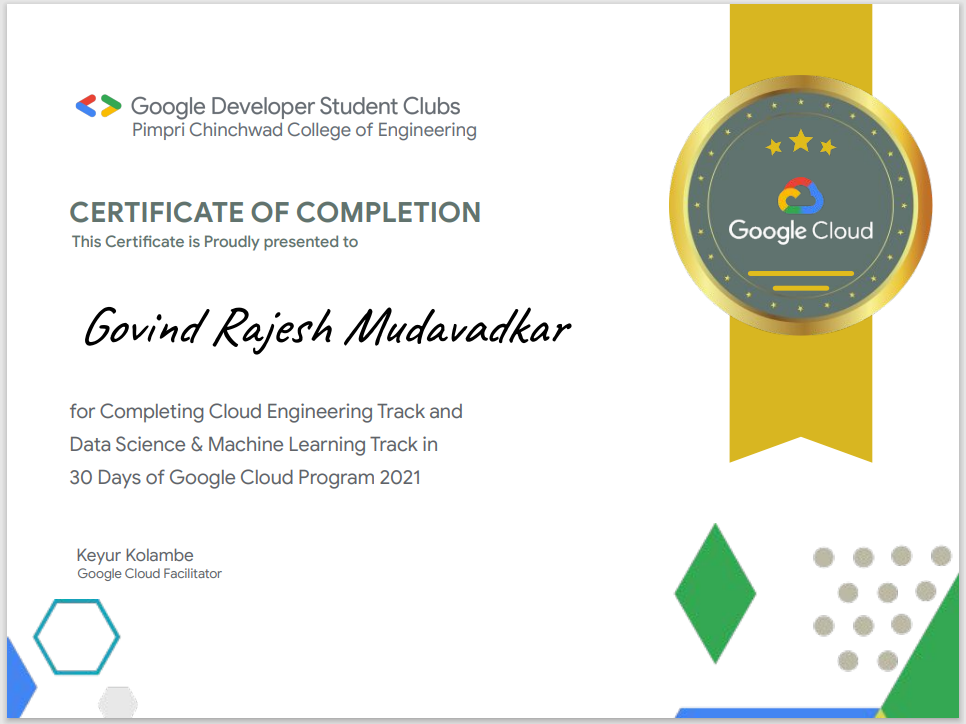 Google Developer Student Clubs
Pimpri Chinchwad College of Engineering
CERTIFICATE OF COMPLETION
This Certificate is Proudly presented to
Govind Rajesh Mudavadkar
for Completing Cloud Engineering Track and
Data Science & Machine Learning Track in
30 Days of Google Cloud Program 2021
Keyur Kolambe
Google Cloud Facilitator
Google Cloud